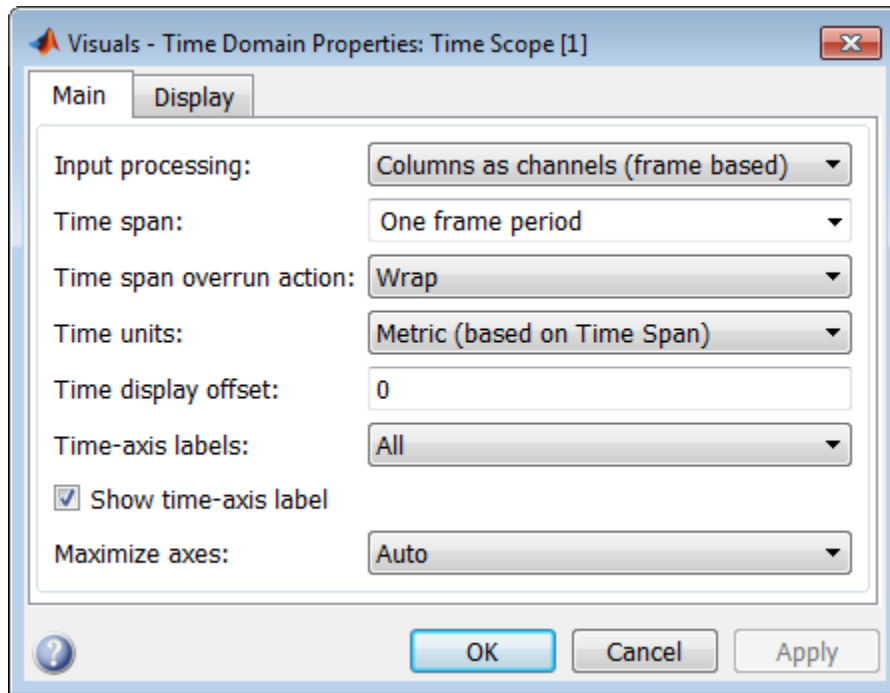 Visuals - Time Domain Properties: Time Scope [1]
Main Display
Input processing: Columns as channels (frame based)
Time span: One frame period
Time span overrun action: Wrap
Time units: Metric (based on Time Span)
Time display offset: 0
Time-axis labels: All
Show time-axis label
Maximize axes: Auto
? OK Cancel Apply